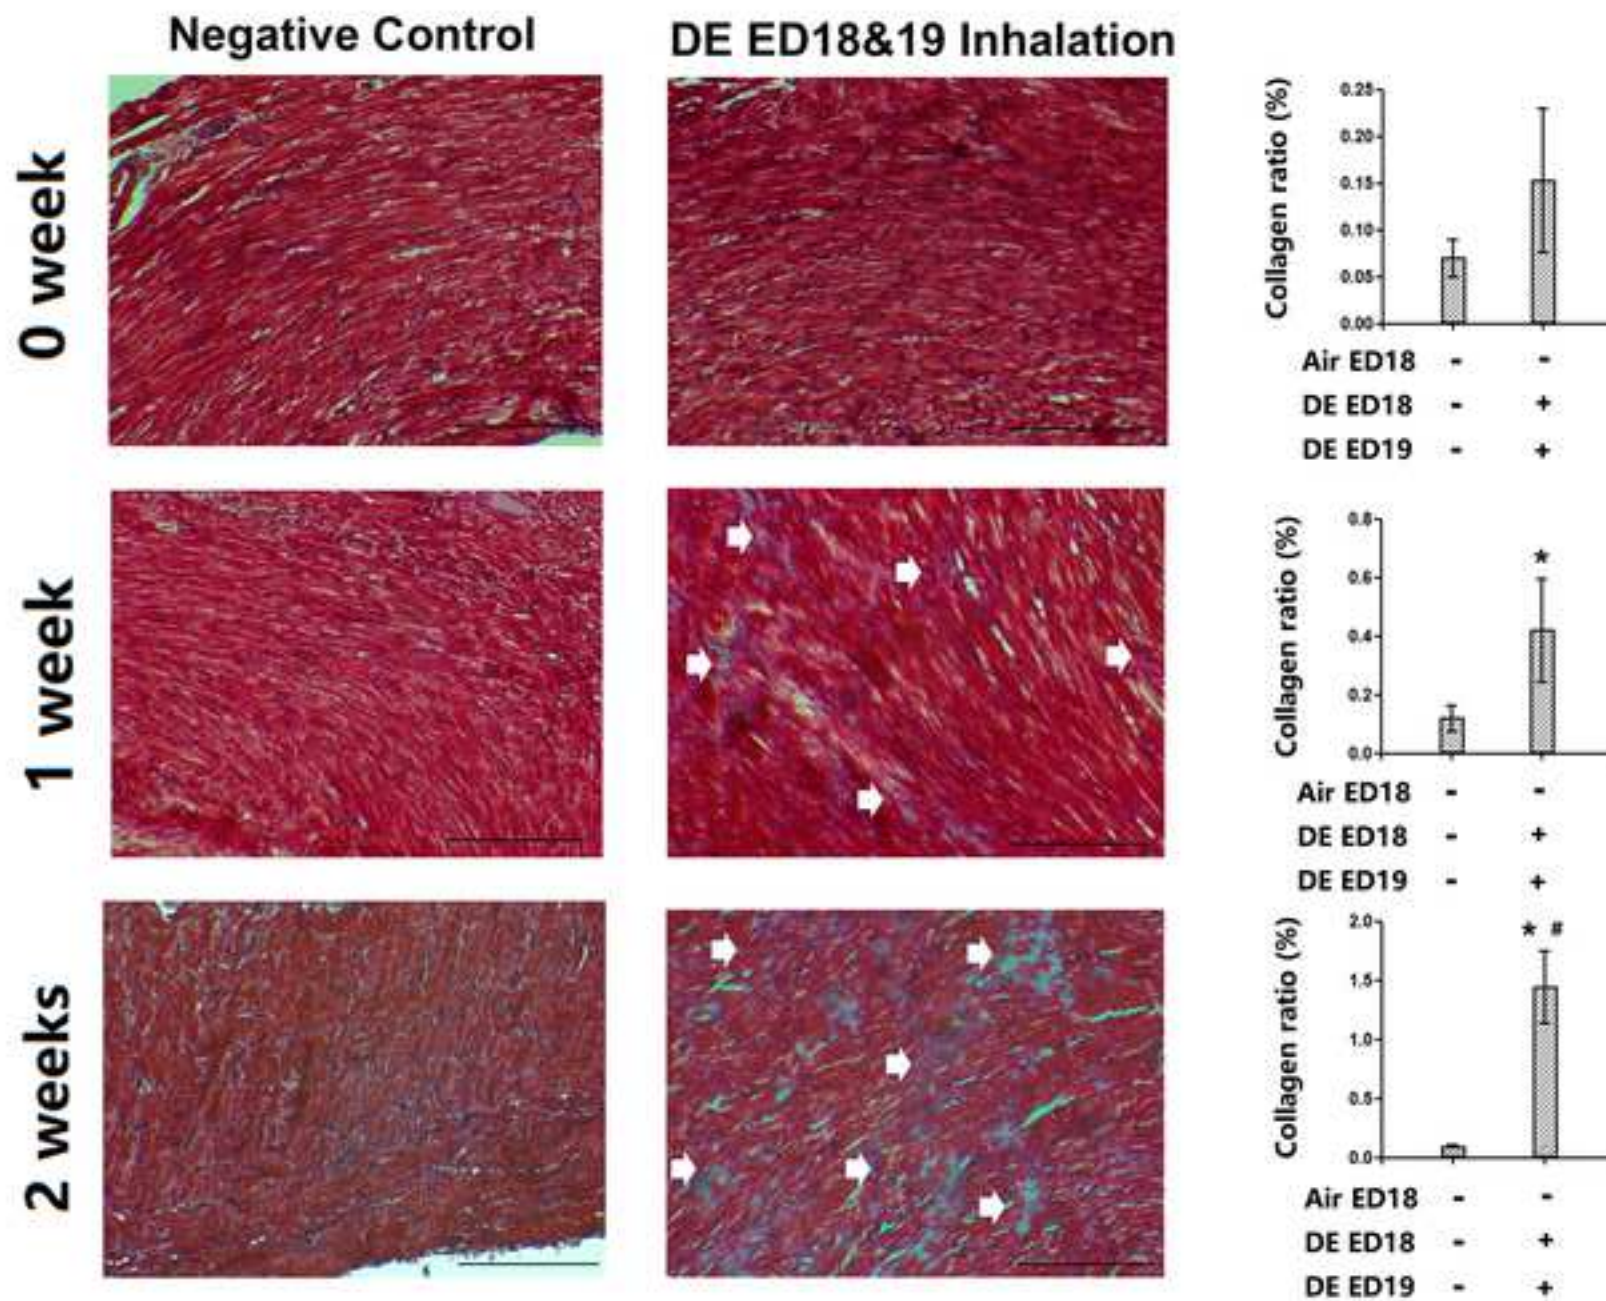 Negative Control
DE ED18&19 Inhalation
0 week
Collagen ratio (%)
0.25
0.20
0.15
0.10
0.05
0.00
Air ED18 - -
DE ED18 - +
DE ED19 - +
1 week
Collagen ratio (%)
0.8
0.6
0.4
0.2
0.0
*
Air ED18 - -
DE ED18 - +
DE ED19 - +
2 weeks
Collagen ratio (%)
2.0
1.5
1.0
0.5
0.0
* #
Air ED18 - -
DE ED18 - +
DE ED19 - +